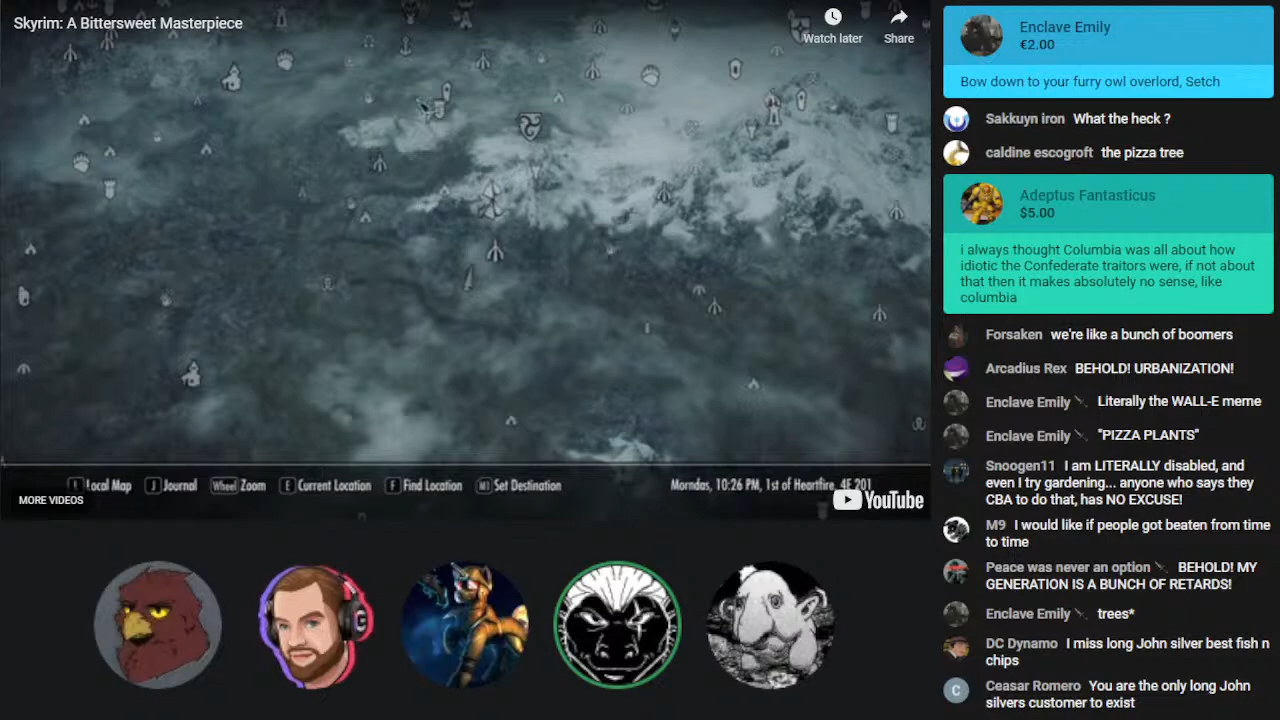 Skyrim: A Bittersweet Masterpiece
Watch later
Share
Local Map
J Journal
Wheel Zoom
E Current Location
F Find Location
Set Destination
Morndas, 10:26 PM, 1st of Heartfire, 4E 201
MORE VIDEOS
YouTube
Enclave Emily
€2.00
Bow down to your furry owl overlord, Setch
Sakkuyn iron What the heck ?
caldine escogroft the pizza tree
Adeptus Fantasticus
$5.00
i always thought Columbia was all about how
idiotic the Confederate traitors were, if not about
that then it makes absolutely no sense, like
columbia
Forsaken we're like a bunch of boomers
Arcadius Rex BEHOLD! URBANIZATION!
Enclave Emily Literally the WALL-E meme
Enclave Emily "PIZZA PLANTS"
Snoogen11 I am LITERALLY disabled, and
even I try gardening... anyone who says they
CBA to do that, has NO EXCUSE!
M9 I would like if people got beaten from time
to time
Peace was never an option BEHOLD! MY
GENERATION IS A BUNCH OF RETARDS!
Enclave Emily trees*
DC Dynamo I miss long John silver best fish n
chips
C
Ceasar Romero You are the only long John
silvers customer to exist